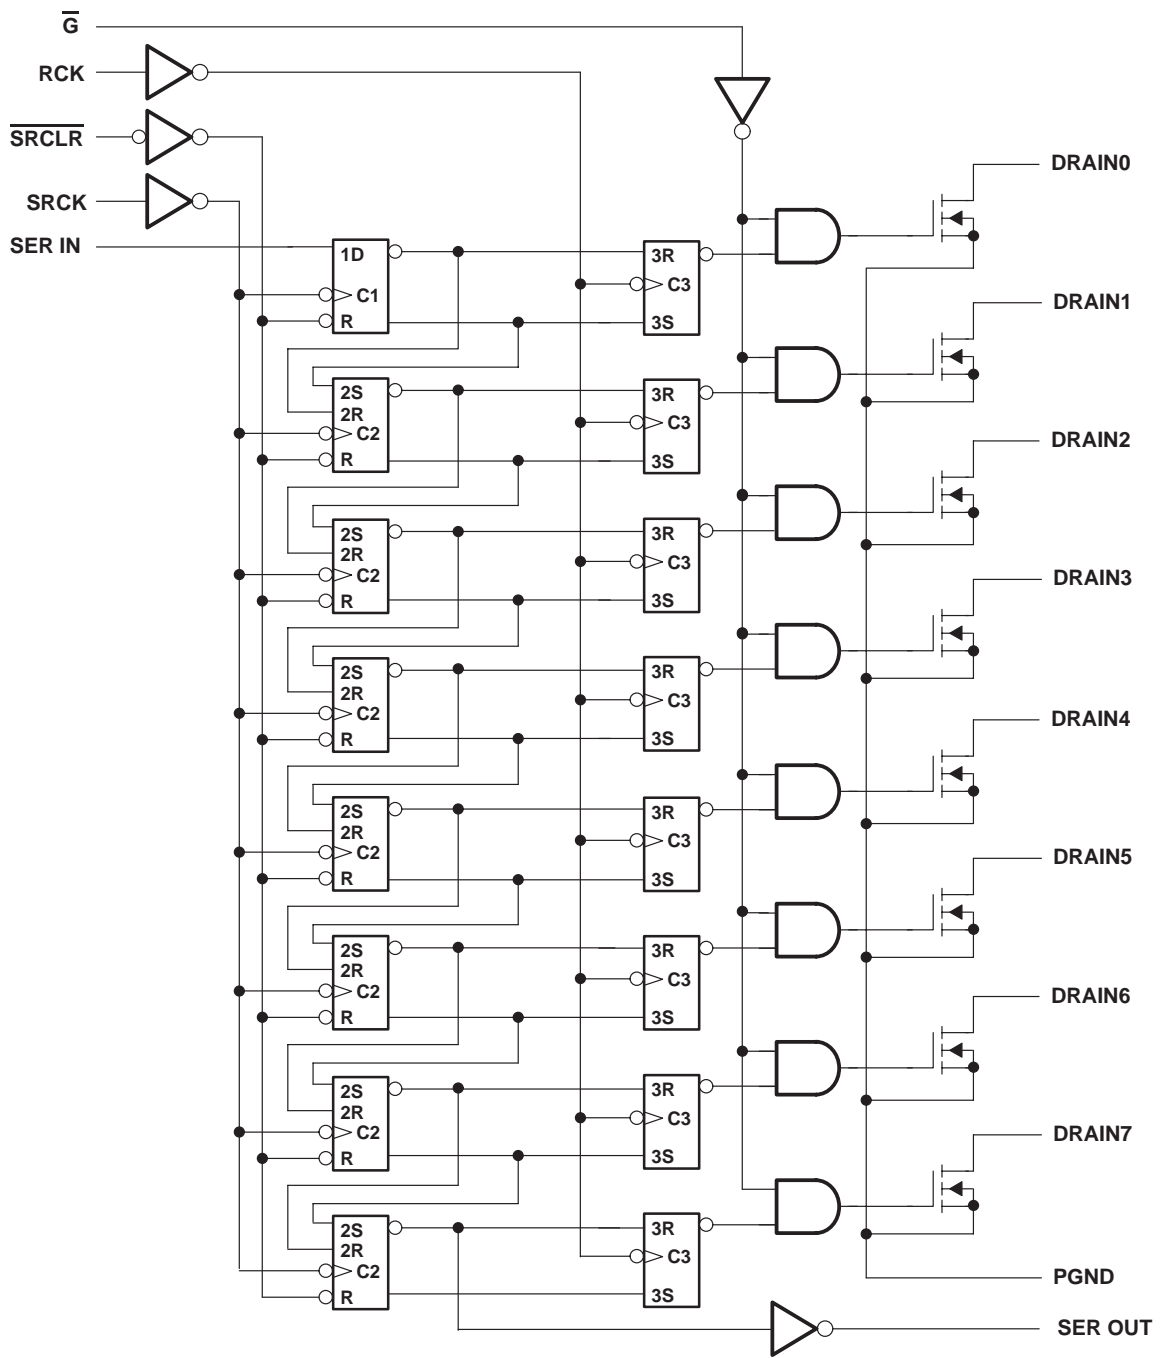 G
RCK
SRCLR
SRCK
SER IN
DRAIN0
1D
C1
R
3R
C3
3S
DRAIN1
2S
2R
C2
R
3R
C3
3S
DRAIN2
2S
2R
C2
R
3R
C3
3S
DRAIN3
2S
2R
C2
R
3R
C3
3S
DRAIN4
2S
2R
C2
R
3R
C3
3S
DRAIN5
2S
2R
C2
R
3R
C3
3S
DRAIN6
2S
2R
C2
R
3R
C3
3S
DRAIN7
2S
2R
C2
R
3R
C3
3S
PGND
SER OUT